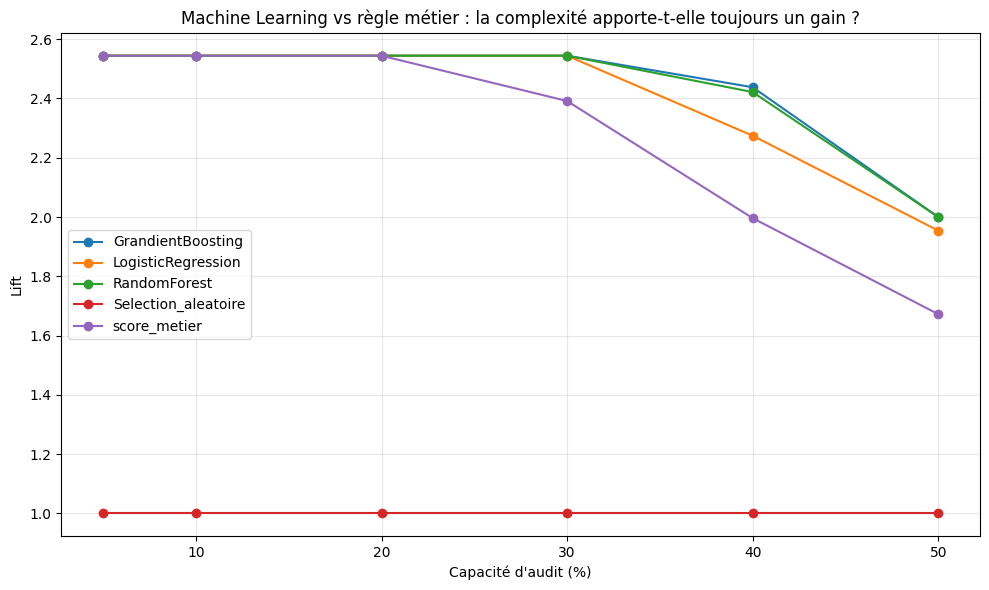 Machine Learning vs règle métier : la complexité apporte-t-elle toujours un gain ?
2.6
2.4
2.2
2.0
1.8
1.6
1.4
1.2
1.0
Lift
GrandientBoosting
LogisticRegression
RandomForest
Selection_aleatoire
score_metier
10
20
30
40
50
Capacité d'audit (%)